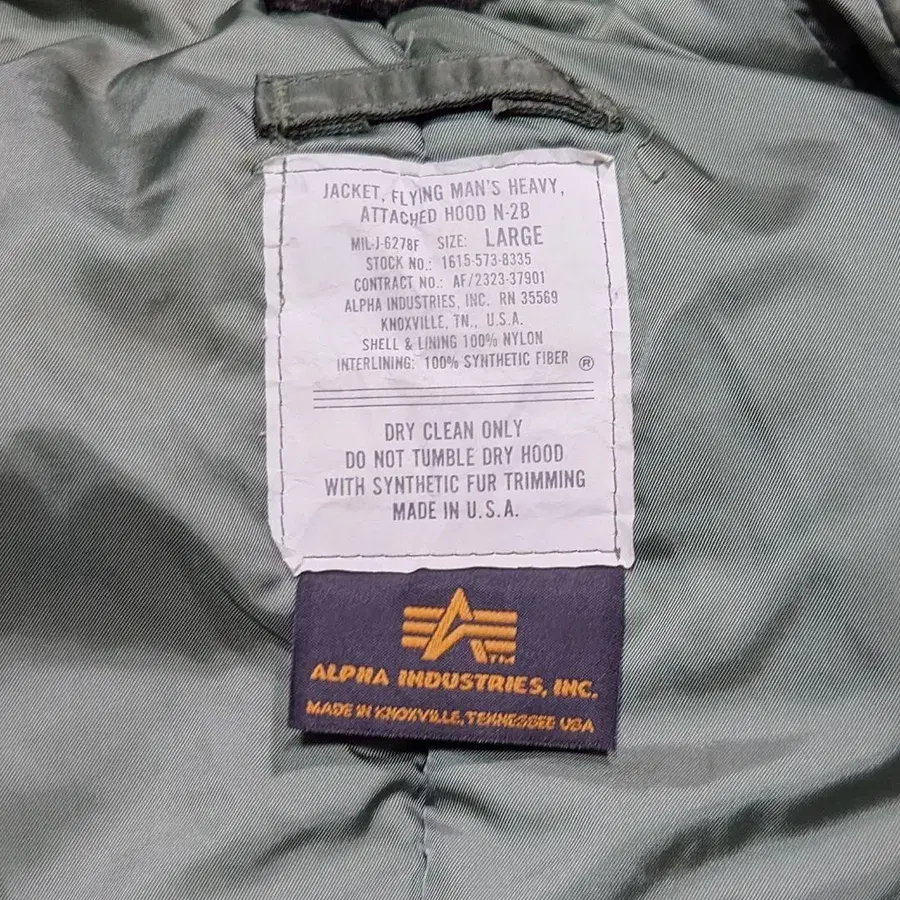 JACKET, FLYING MAN'S HEAVY,
ATTACHED HOOD N-2B
MIL-J-6278F SIZE: LARGE
STOCK NO.: 1615-573-8335
CONTRACT NO.: AF/2323-37901
ALPHA INDUSTRIES, INC. RN 35569
KNOXVILLE, TN., U.S.A.
SHELL & LINING 100% NYLON
INTERLINING: 100% SYNTHETIC FIBER ®
DRY CLEAN ONLY
DO NOT TUMBLE DRY HOOD
WITH SYNTHETIC FUR TRIMMING
MADE IN U.S.A.
TM
ALPHA INDUSTRIES, INC.
MADE IN KNOXVILLE, TENNESSEE USA